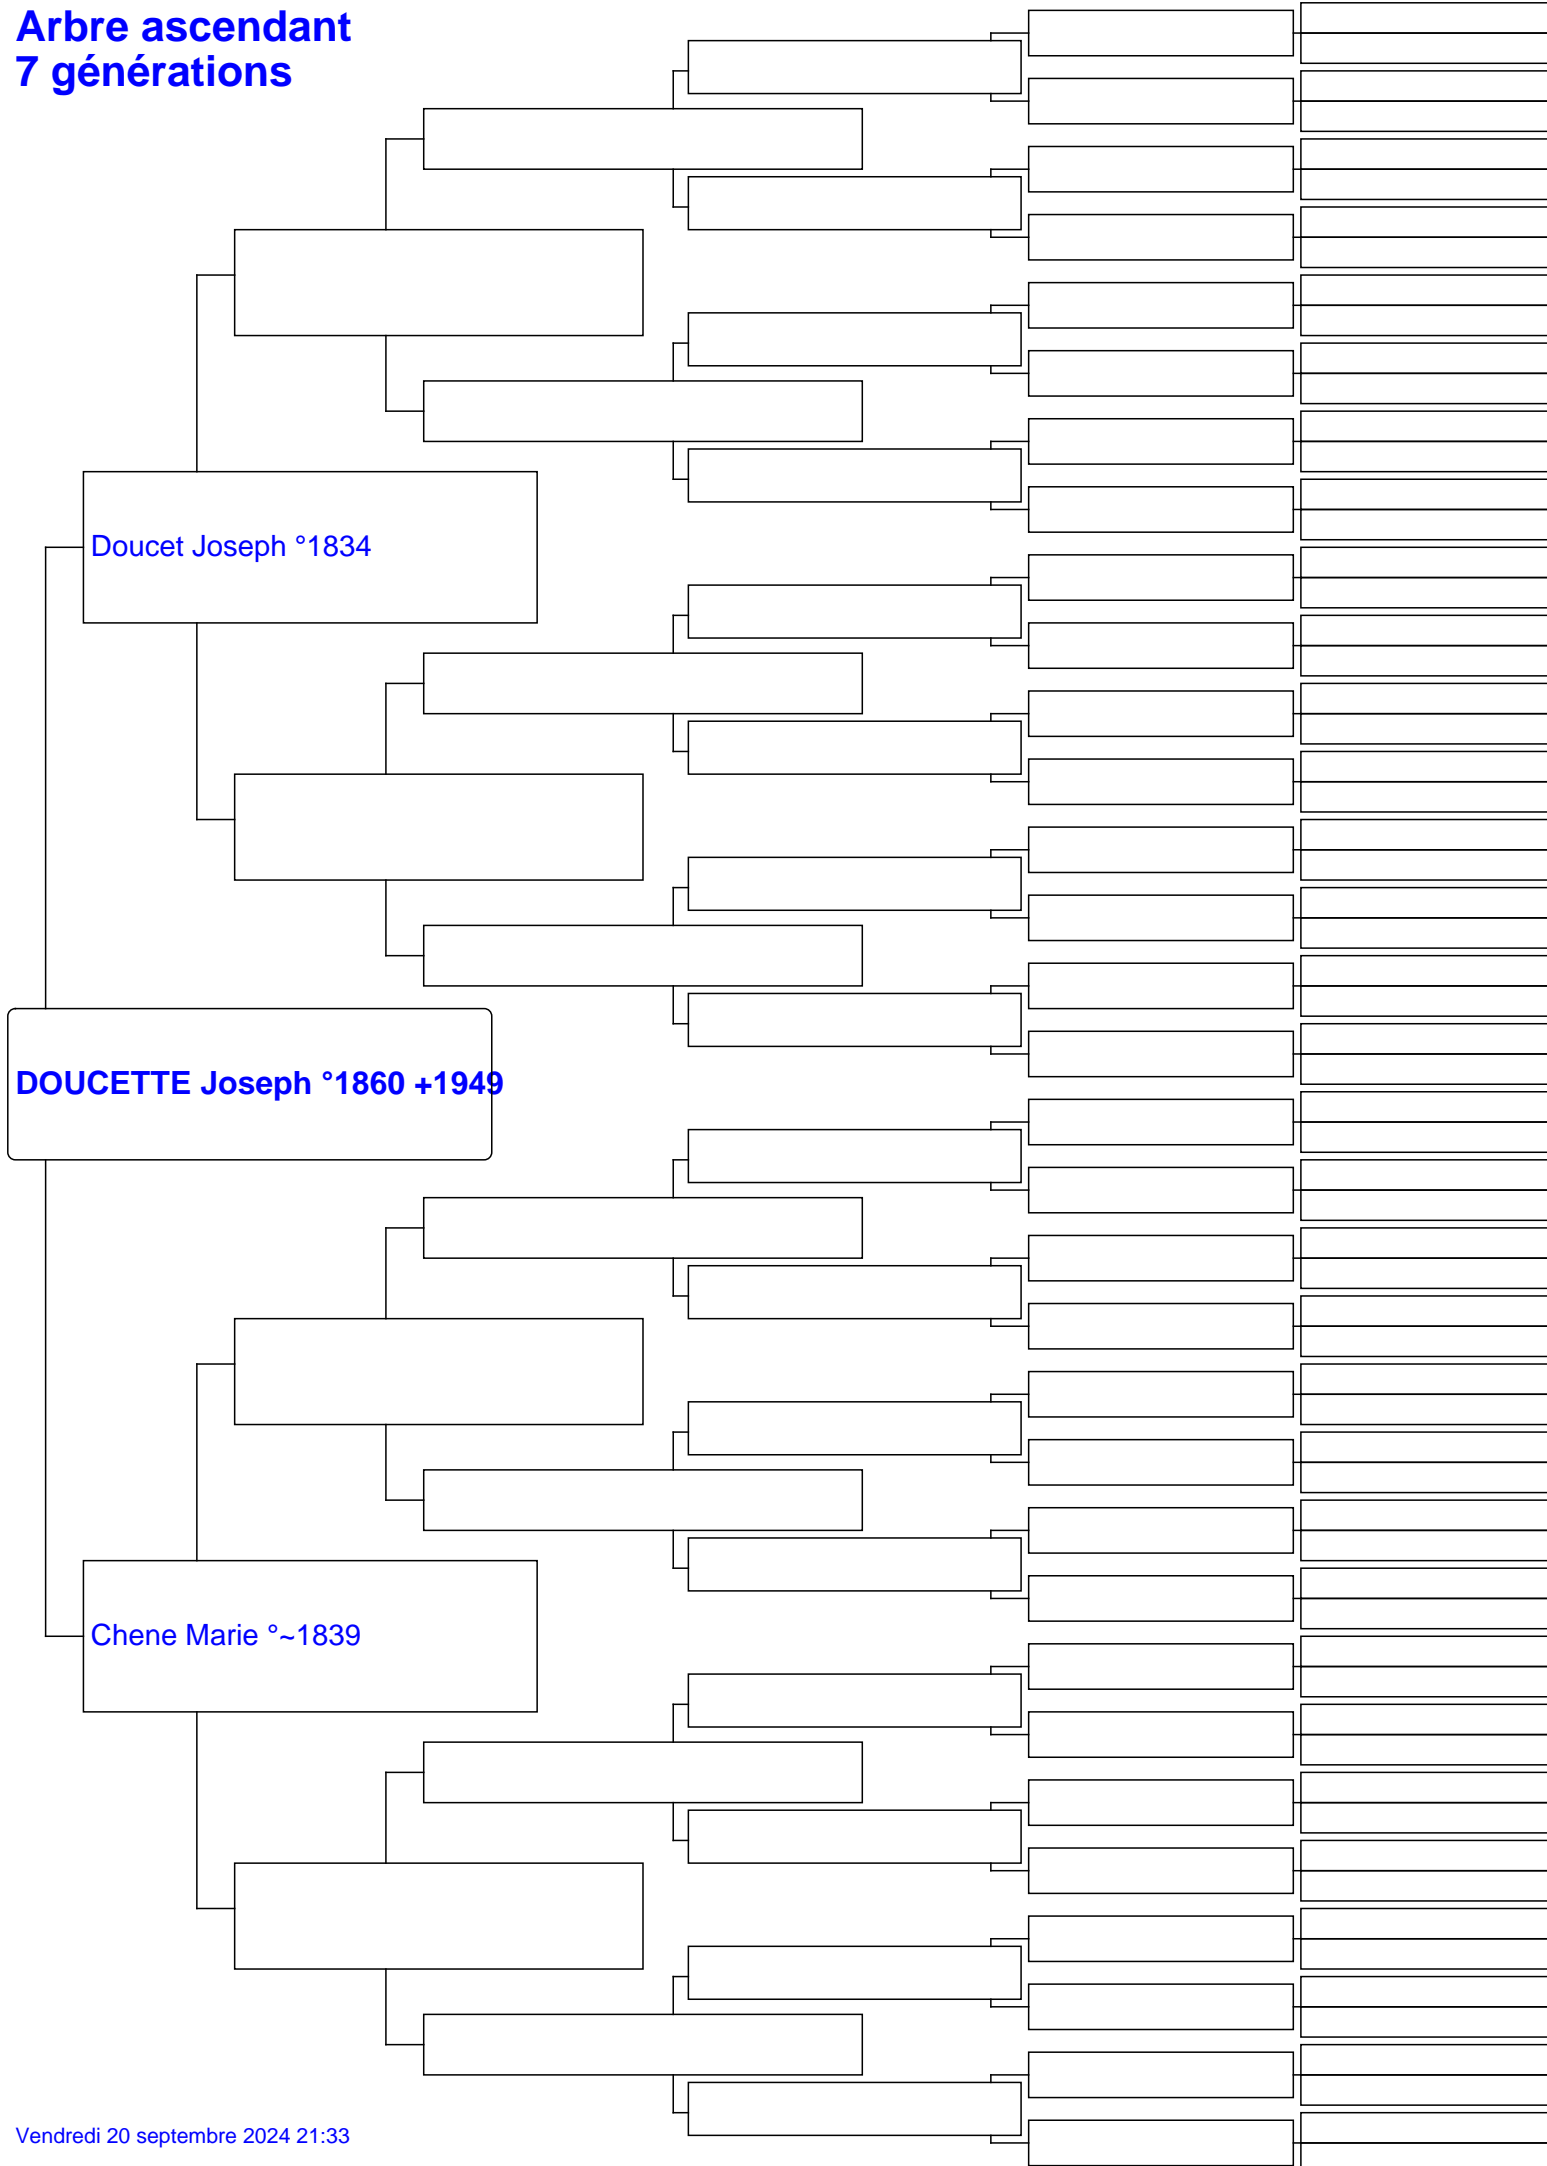 Arbre ascendant
7 générations
Doucet Joseph °1834
DOUCETTE Joseph °1860 +1949
Chene Marie °~1839
Vendredi 20 septembre 2024 21:33